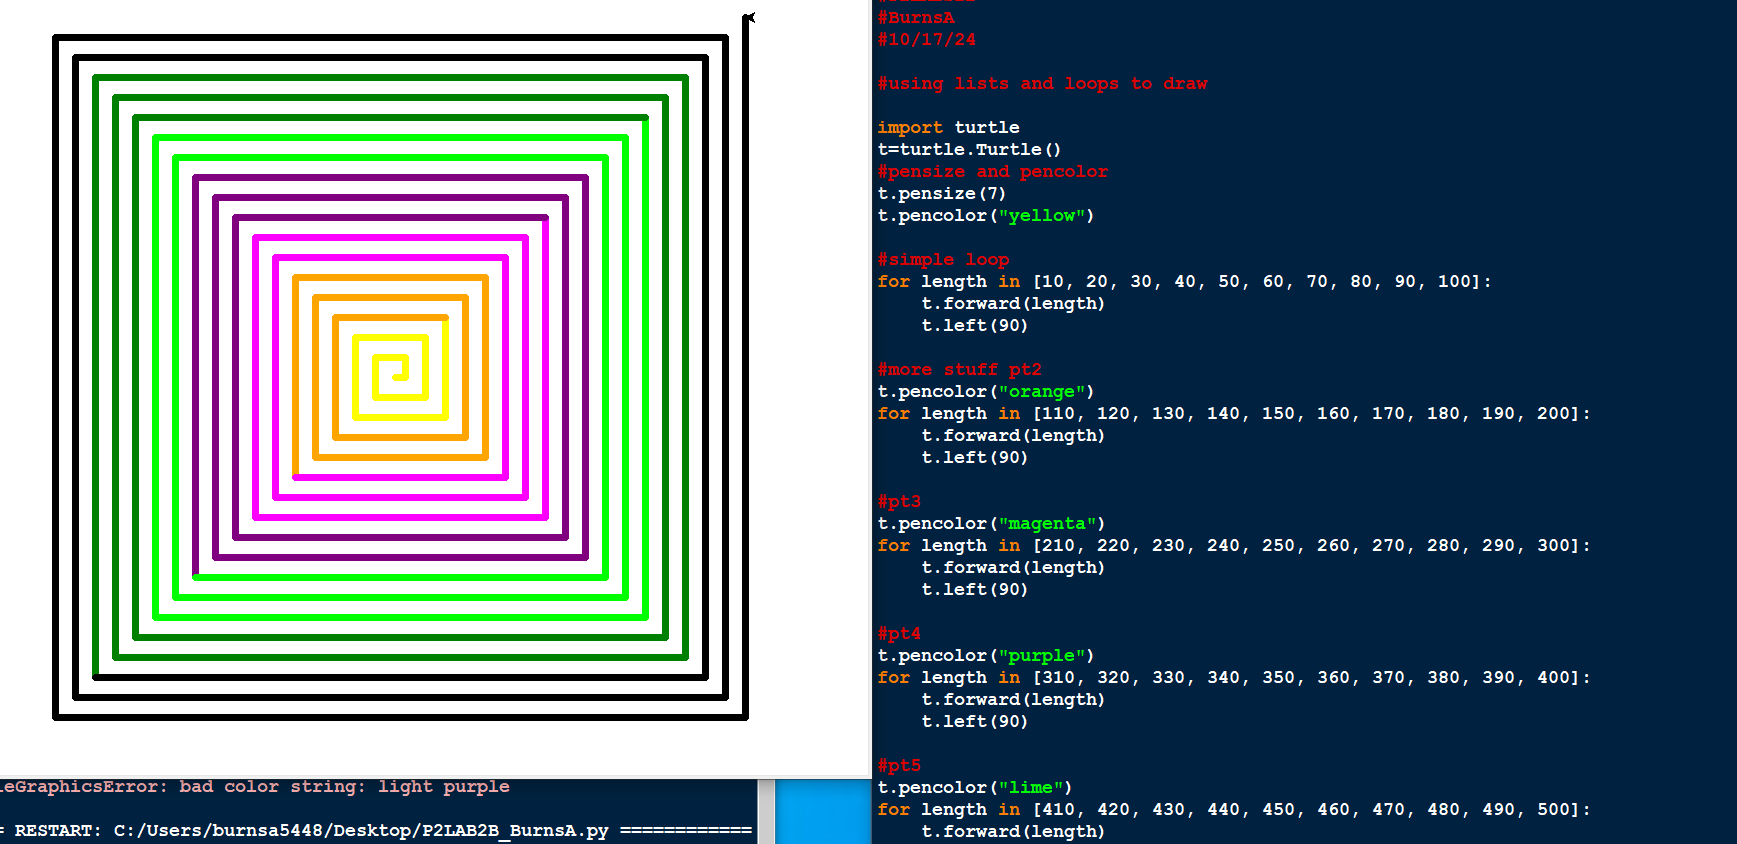 #BurnsA
#10/17/24
#using lists and loops to draw
import turtle
t=turtle.Turtle()
#pensize and pencolor
t.pensize(7)
t.pencolor("yellow")
#simple loop
for length in [10, 20, 30, 40, 50, 60, 70, 80, 90, 100]:
    t.forward(length)
    t.left(90)
#more stuff pt2
t.pencolor("orange")
for length in [110, 120, 130, 140, 150, 160, 170, 180, 190, 200]:
    t.forward(length)
    t.left(90)
#pt3
t.pencolor("magenta")
for length in [210, 220, 230, 240, 250, 260, 270, 280, 290, 300]:
    t.forward(length)
    t.left(90)
#pt4
t.pencolor("purple")
for length in [310, 320, 330, 340, 350, 360, 370, 380, 390, 400]:
    t.forward(length)
    t.left(90)
#pt5
t.pencolor("lime")
for length in [410, 420, 430, 440, 450, 460, 470, 480, 490, 500]:
    t.forward(length)
leGraphicsError: bad color string: light purple
= RESTART: C:/Users/burnsa5448/Desktop/P2LAB2B_BurnsA.py ============